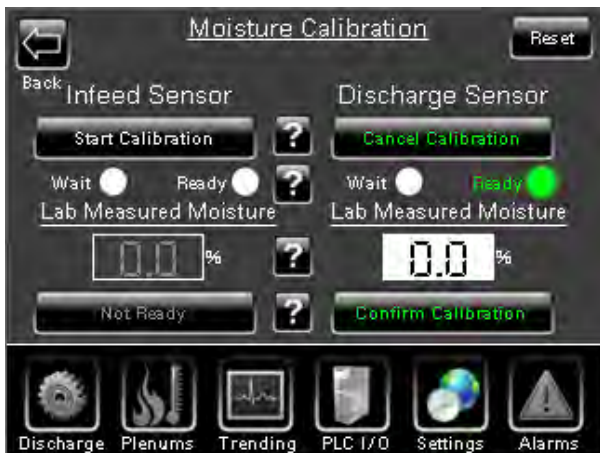 Moisture Calibration
Reset
Back
Infeed Sensor
Discharge Sensor
Start Calibration
?
Cancel Calibration
Wait
Ready
?
Wait
Ready
Lab Measured Moisture
Lab Measured Moisture
0.0 %
?
0.0 %
Not Ready
?
Confirm Calibration
Discharge
Plenums
Trending
PLC I/O
Settings
Alarms